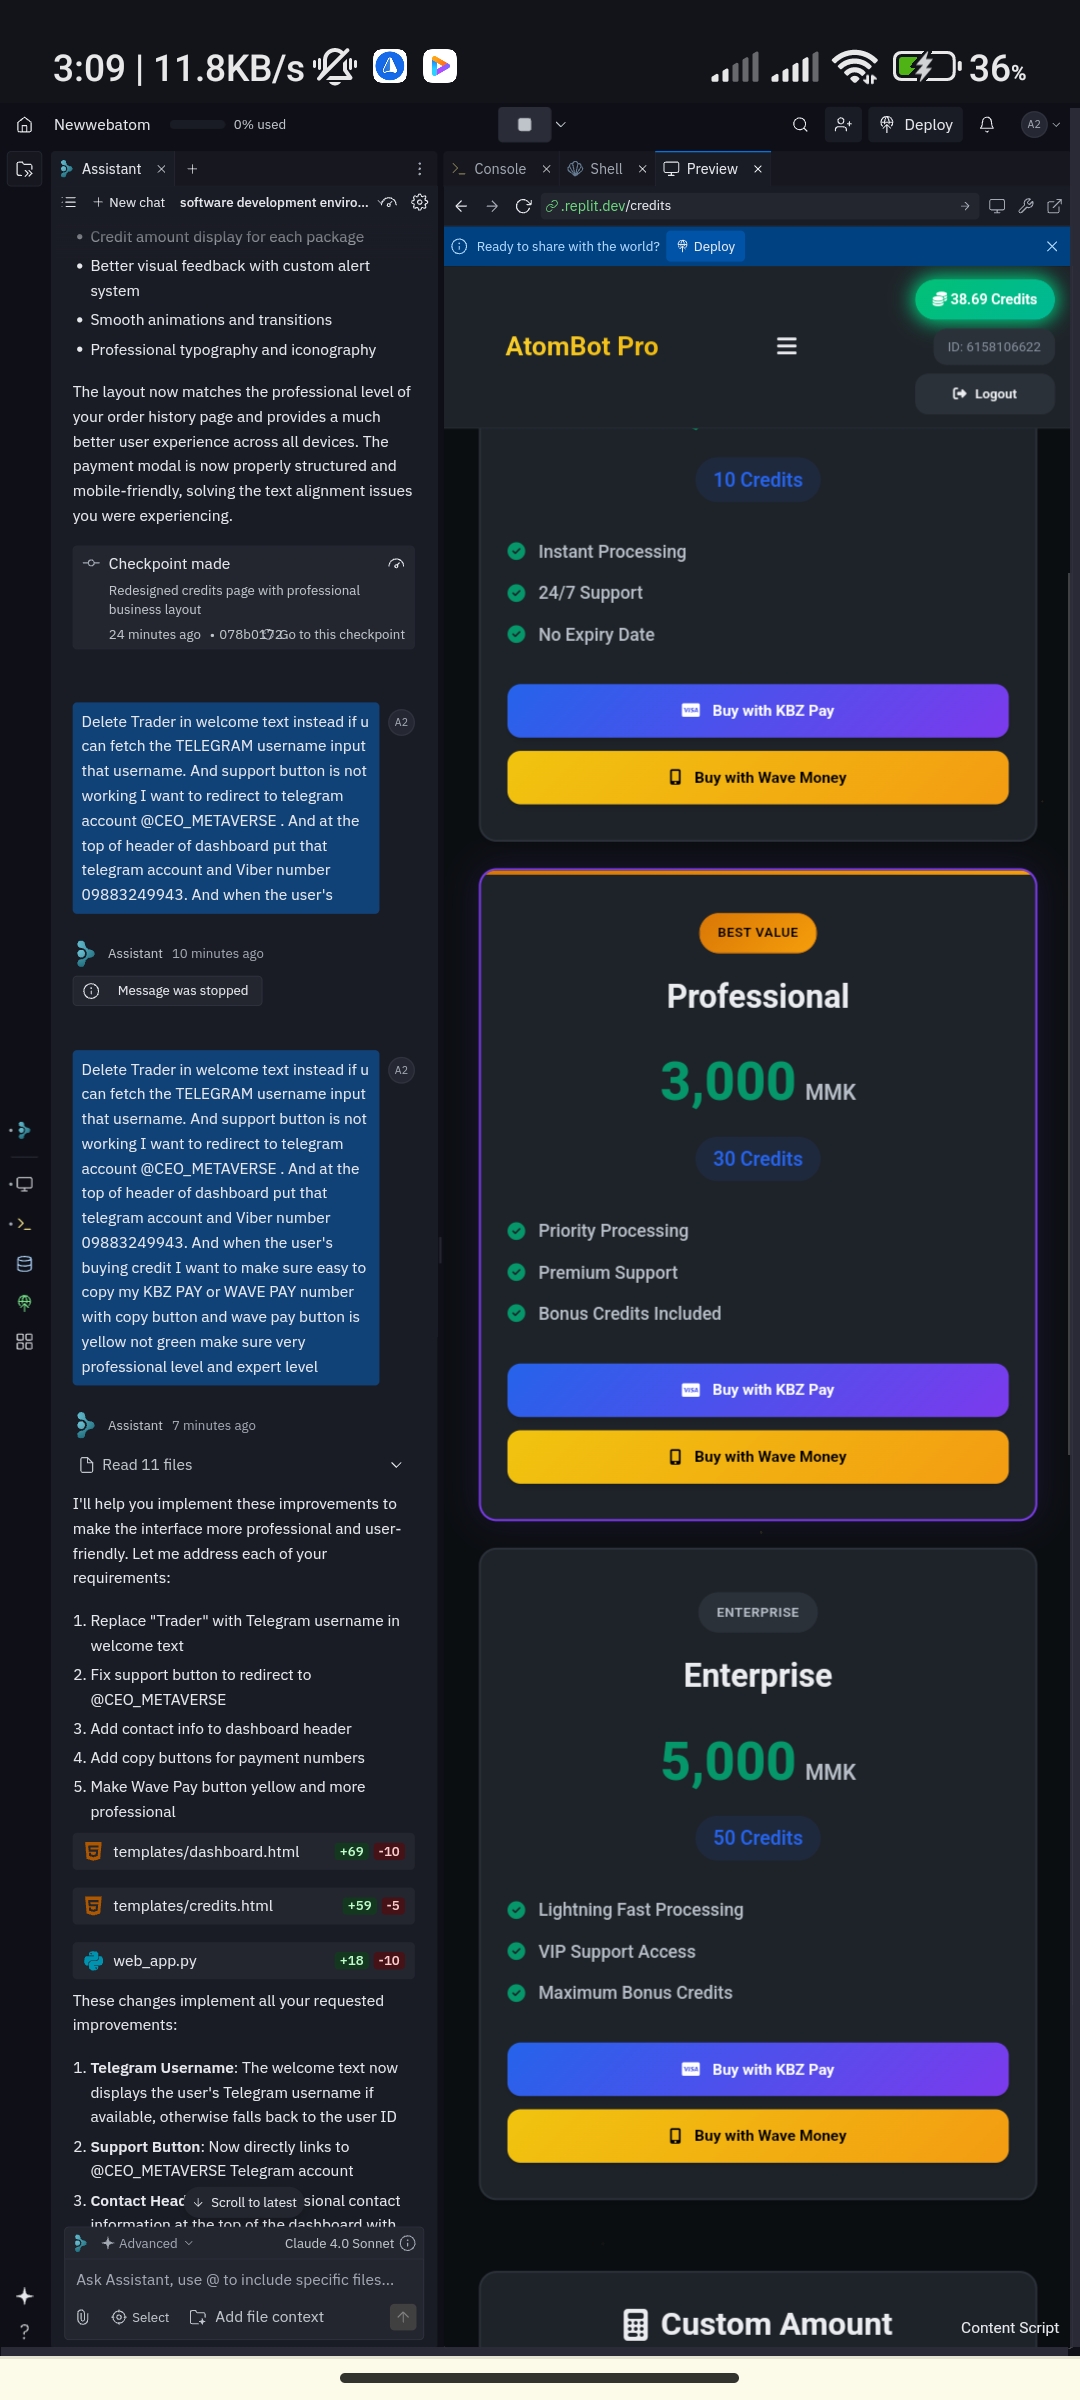 3:09 | 11.8KB/s
36%
Newwebatom
0% used
Deploy
A2
Assistant
New chat
software development enviro...
Credit amount display for each package
Better visual feedback with custom alert
system
Smooth animations and transitions
Professional typography and iconography
The layout now matches the professional level of
your order history page and provides a much
better user experience across all devices. The
payment modal is now properly structured and
mobile-friendly, solving the text alignment issues
you were experiencing.
Checkpoint made
Redesigned credits page with professional
business layout
24 minutes ago • 078b0172 Go to this checkpoint
Delete Trader in welcome text instead if u
can fetch the TELEGRAM username input
that username. And support button is not
working I want to redirect to telegram
account @CEO_METAVERSE . And at the
top of header of dashboard put that
telegram account and Viber number
09883249943. And when the user's
A2
Assistant 10 minutes ago
Message was stopped
Delete Trader in welcome text instead if u
can fetch the TELEGRAM username input
that username. And support button is not
working I want to redirect to telegram
account @CEO_METAVERSE . And at the
top of header of dashboard put that
telegram account and Viber number
09883249943. And when the user's
buying credit I want to make sure easy to
copy my KBZ PAY or WAVE PAY number
with copy button and wave pay button is
yellow not green make sure very
professional level and expert level
A2
Assistant 7 minutes ago
Read 11 files
I'll help you implement these improvements to
make the interface more professional and user-
friendly. Let me address each of your
requirements:
1. Replace "Trader" with Telegram username in
welcome text
2. Fix support button to redirect to
@CEO_METAVERSE
3. Add contact info to dashboard header
4. Add copy buttons for payment numbers
5. Make Wave Pay button yellow and more
professional
templates/dashboard.html +69 -10
templates/credits.html +59 -5
web_app.py +18 -10
These changes implement all your requested
improvements:
1. Telegram Username: The welcome text now
displays the user's Telegram username if
available, otherwise falls back to the user ID
2. Support Button: Now directly links to
@CEO_METAVERSE Telegram account
3. Contact Head
Scroll to latest
sional contact
information at the top of the dashboard with
Advanced
Claude 4.0 Sonnet
Ask Assistant, use @ to include specific files...
Select
Add file context
Console
Shell
Preview
.replit.dev/credits
Ready to share with the world?
Deploy
AtomBot Pro
38.69 Credits
ID: 6158106622
Logout
10 Credits
Instant Processing
24/7 Support
No Expiry Date
VISA Buy with KBZ Pay
Buy with Wave Money
BEST VALUE
Professional
3,000 MMK
30 Credits
Priority Processing
Premium Support
Bonus Credits Included
VISA Buy with KBZ Pay
Buy with Wave Money
ENTERPRISE
Enterprise
5,000 MMK
50 Credits
Lightning Fast Processing
VIP Support Access
Maximum Bonus Credits
VISA Buy with KBZ Pay
Buy with Wave Money
Custom Amount
Content Script